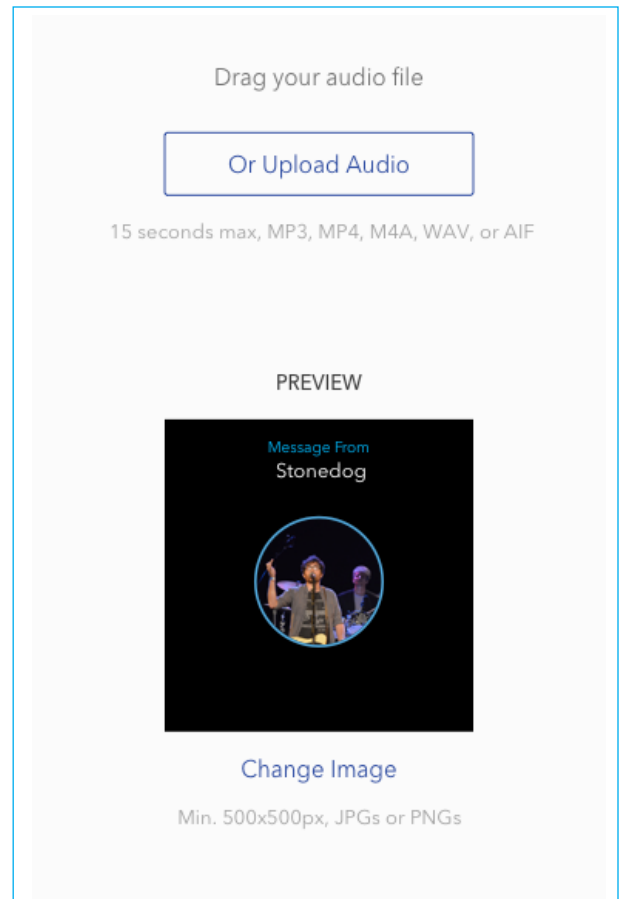 Drag your audio file
Or Upload Audio
15 seconds max, MP3, MP4, M4A, WAV, or AIF
PREVIEW
Message From
Stonedog
Change Image
Min. 500x500px, JPGs or PNGs